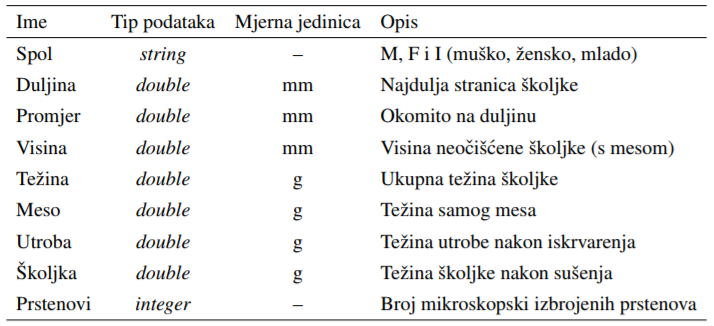 Ime Tip podataka Mjerna jedinica Opis
Spol string – M, F i I (muško, žensko, mlado)
Duljina double mm Najdulja stranica školjke
Promjer double mm Okomito na duljinu
Visina double mm Visina neočišćene školjke (s mesom)
Težina double g Ukupna težina školjke
Meso double g Težina samog mesa
Utroba double g Težina utrobe nakon iskrvarenja
Školjka double g Težina školjke nakon sušenja
Prstenovi integer – Broj mikroskopski izbrojenih prstenova